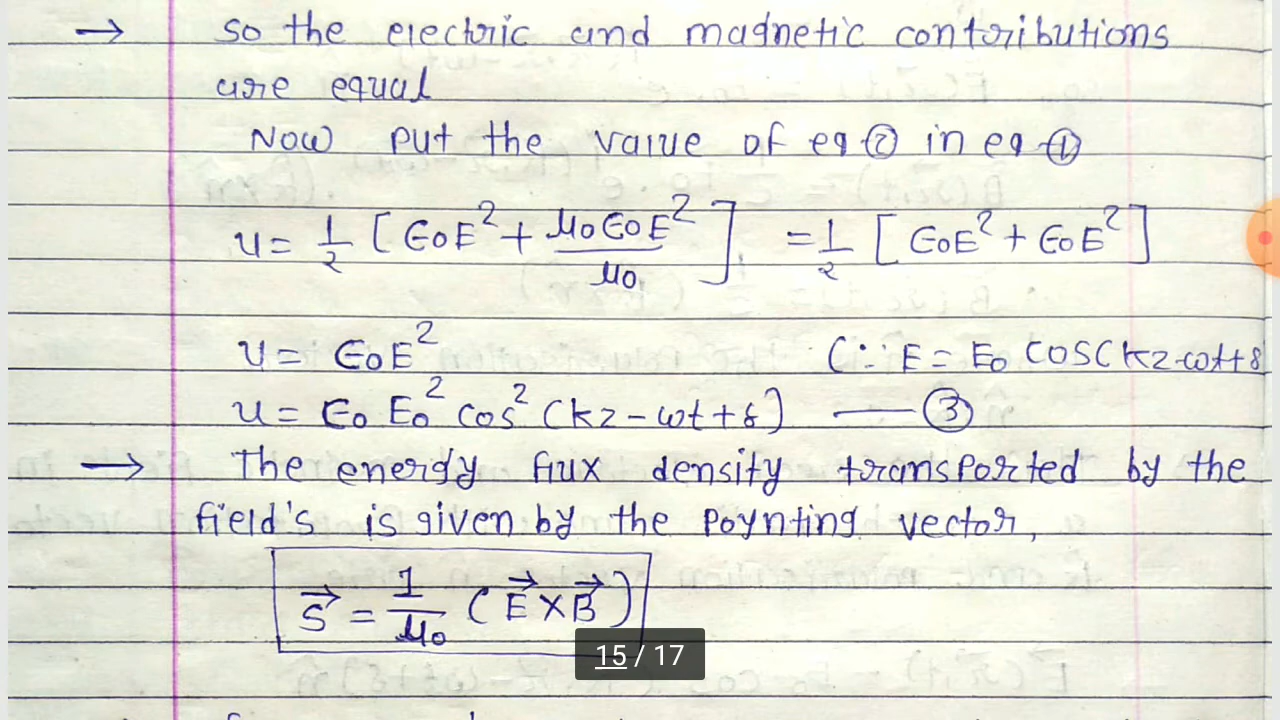 → so the electric and magnetic contributions
are equal
Now put the value of eq ② in eq ①
u = 1/2 [ ϵ₀E² + μ₀ϵ₀E²/μ₀ ] = 1/2 [ ϵ₀E² + ϵ₀E² ]
u = ϵ₀E² (∵ E = E₀ cos(kz-ωt+δ
u = ϵ₀ E₀² cos² (kz-ωt+δ) — ③
→ The energy flux density transported by the
field's is given by the poynting vector,
S⃗ = 1/μ₀ (E⃗ × B⃗)
15 / 17